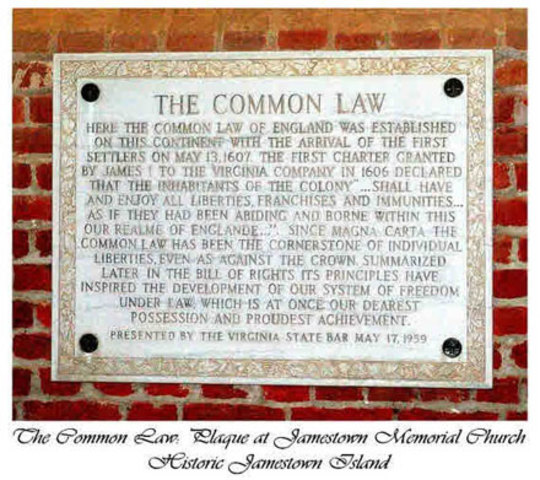 THE COMMON LAW
HERE THE COMMON LAW OF ENGLAND WAS ESTABLISHED
ON THIS CONTINENT WITH THE ARRIVAL OF THE FIRST
SETTLERS ON MAY 13, 1607. THE FIRST CHARTER GRANTED
BY JAMES I TO THE VIRGINIA COMPANY IN 1606 DECLARED
THAT THE INHABITANTS OF THE COLONY "...SHALL HAVE
AND ENJOY ALL LIBERTIES, FRANCHISES AND IMMUNITIES...
AS IF THEY HAD BEEN ABIDING AND BORNE WITHIN THIS
OUR REALME OF ENGLANDE...". SINCE MAGNA CARTA THE
COMMON LAW HAS BEEN THE CORNERSTONE OF INDIVIDUAL
LIBERTIES, EVEN AS AGAINST THE CROWN. SUMMARIZED
LATER IN THE BILL OF RIGHTS ITS PRINCIPLES HAVE
INSPIRED THE DEVELOPMENT OF OUR SYSTEM OF FREEDOM
UNDER LAW, WHICH IS AT ONCE OUR DEAREST
POSSESSION AND PROUDEST ACHIEVEMENT.
PRESENTED BY THE VIRGINIA STATE BAR MAY 17, 1959
The Common Law: Plaque at Jamestown Memorial Church
Historic Jamestown Island